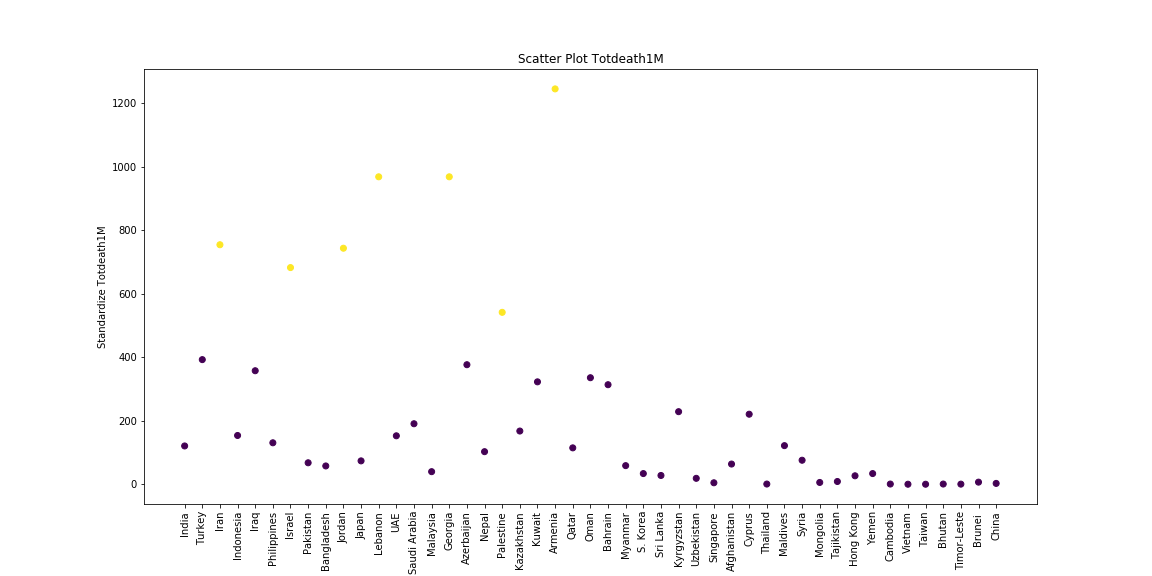 Scatter Plot Totdeath1M
Standardize Totdeath1M
1200
1000
800
600
400
200
0
India
Turkey
Iran
Indonesia
Iraq
Philippines
Israel
Pakistan
Bangladesh
Jordan
Japan
Lebanon
UAE
Saudi Arabia
Malaysia
Georgia
Azerbaijan
Nepal
Palestine
Kazakhstan
Kuwait
Armenia
Qatar
Oman
Bahrain
Myanmar
S. Korea
Sri Lanka
Kyrgyzstan
Uzbekistan
Singapore
Afghanistan
Cyprus
Thailand
Maldives
Syria
Mongolia
Tajikistan
Hong Kong
Yemen
Cambodia
Vietnam
Taiwan
Bhutan
Timor-Leste
Brunei
China